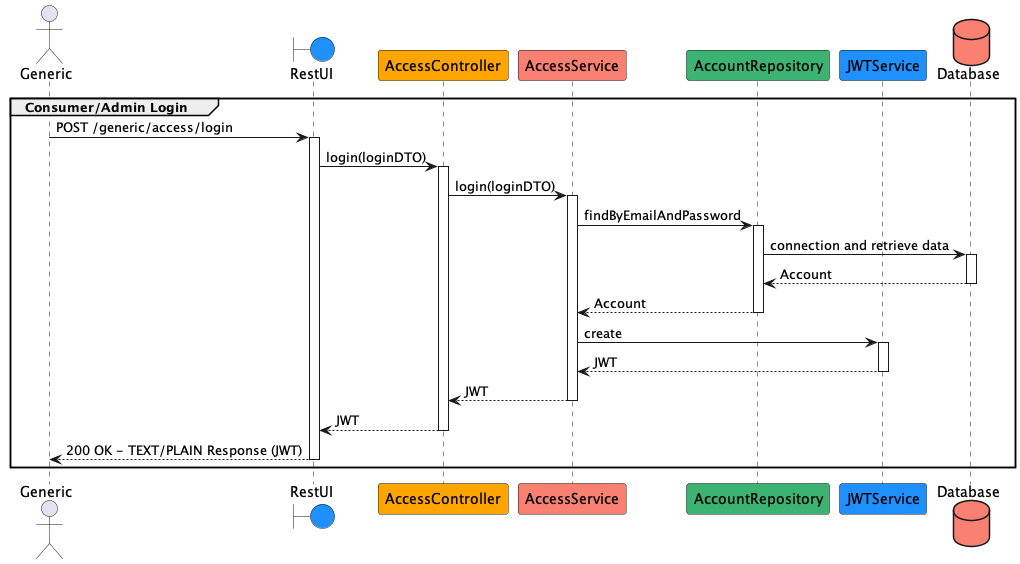 Generic
RestUI
AccessController
AccessService
AccountRepository
JWTService
Database
Consumer/Admin Login
POST /generic/access/login
login(loginDTO)
login(loginDTO)
findByEmailAndPassword
connection and retrieve data
Account
Account
create
JWT
JWT
JWT
200 OK - TEXT/PLAIN Response (JWT)
Generic
RestUI
AccessController
AccessService
AccountRepository
JWTService
Database